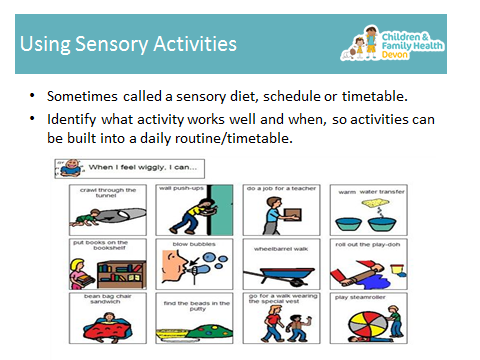 Using Sensory Activities
Children &
Family Health
Devon
• Sometimes called a sensory diet, schedule or timetable.
• Identify what activity works well and when, so activities can
be built into a daily routine/timetable.
When I feel wiggly, I can...
crawl through the
tunnel
wall push-ups
do a job for a teacher
warm water transfer
put books on the
bookshelf
blow bubbles
wheelbarrel walk
roll out the play-doh
bean bag chair
sandwich
find the beads in the
putty
go for a walk wearing
the special vest
play steamroller